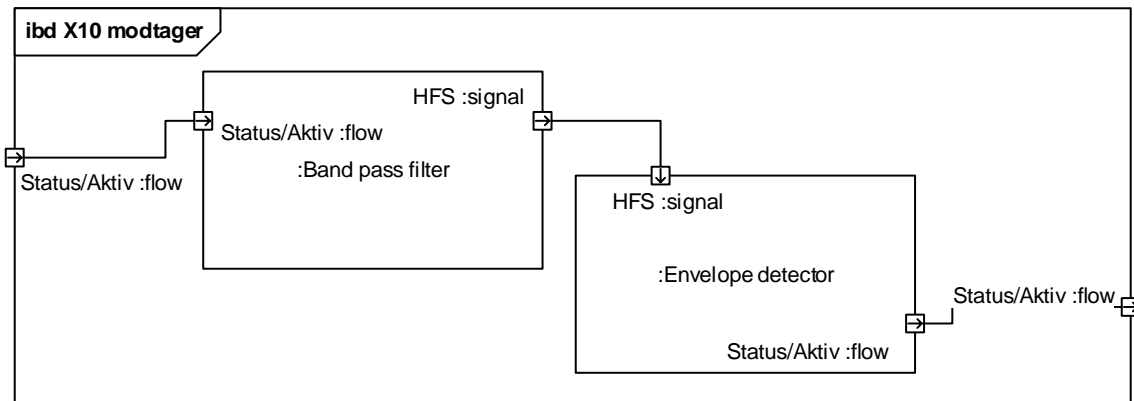 ibd X10 modtager
HFS :signal
Status/Aktiv :flow
:Band pass filter
Status/Aktiv :flow
HFS :signal
:Envelope detector
Status/Aktiv :flow
Status/Aktiv :flow